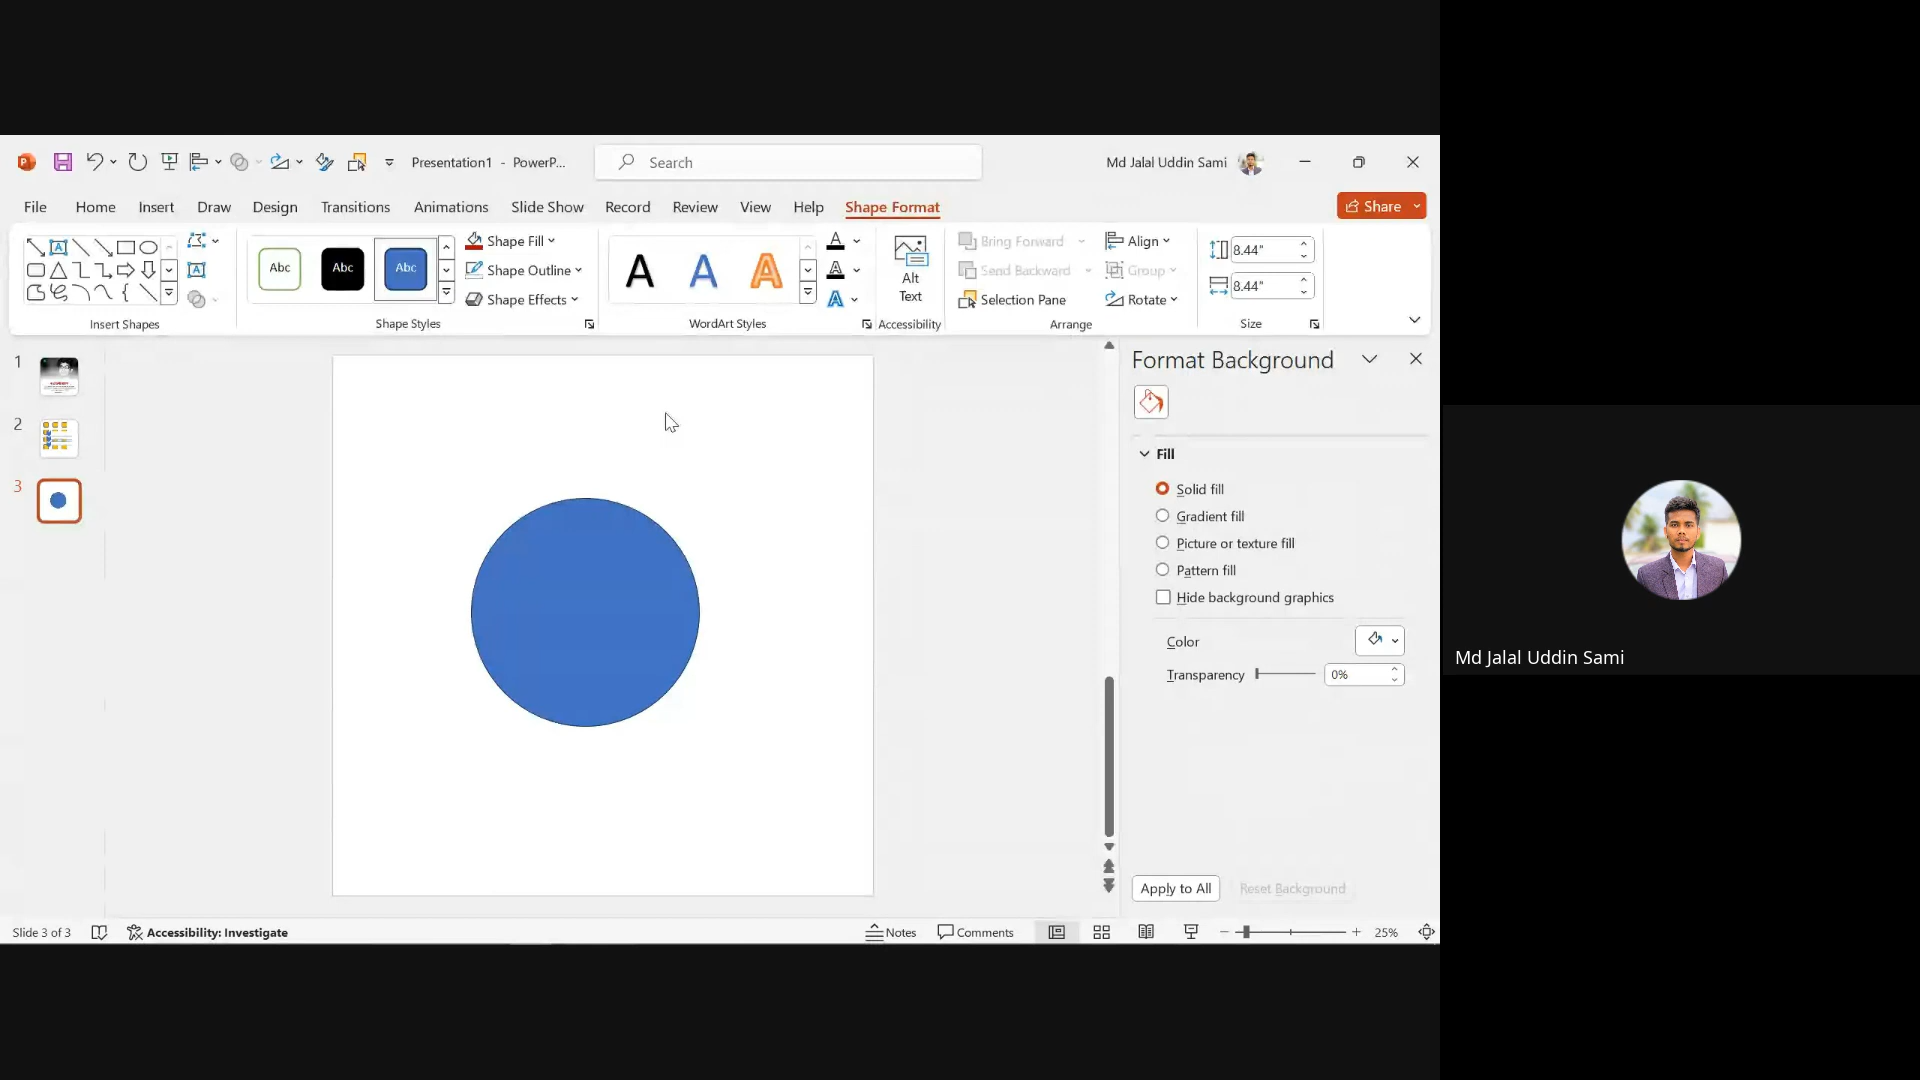 Presentation1 - PowerP...
Search
Md Jalal Uddin Sami
File Home Insert Draw Design Transitions Animations Slide Show Record Review View Help Shape Format
Share
Abc Abc Abc
Shape Fill
Shape Outline
Shape Effects
A A A
Alt
Text
Bring Forward
Send Backward
Selection Pane
Align
Group
Rotate
8.44"
8.44"
Insert Shapes Shape Styles WordArt Styles Accessibility Arrange Size
1
2
3
Format Background
Fill
Solid fill
Gradient fill
Picture or texture fill
Pattern fill
Hide background graphics
Color
Transparency 0%
Apply to All Reset Background
Slide 3 of 3 Accessibility: Investigate Notes Comments 25%
Md Jalal Uddin Sami